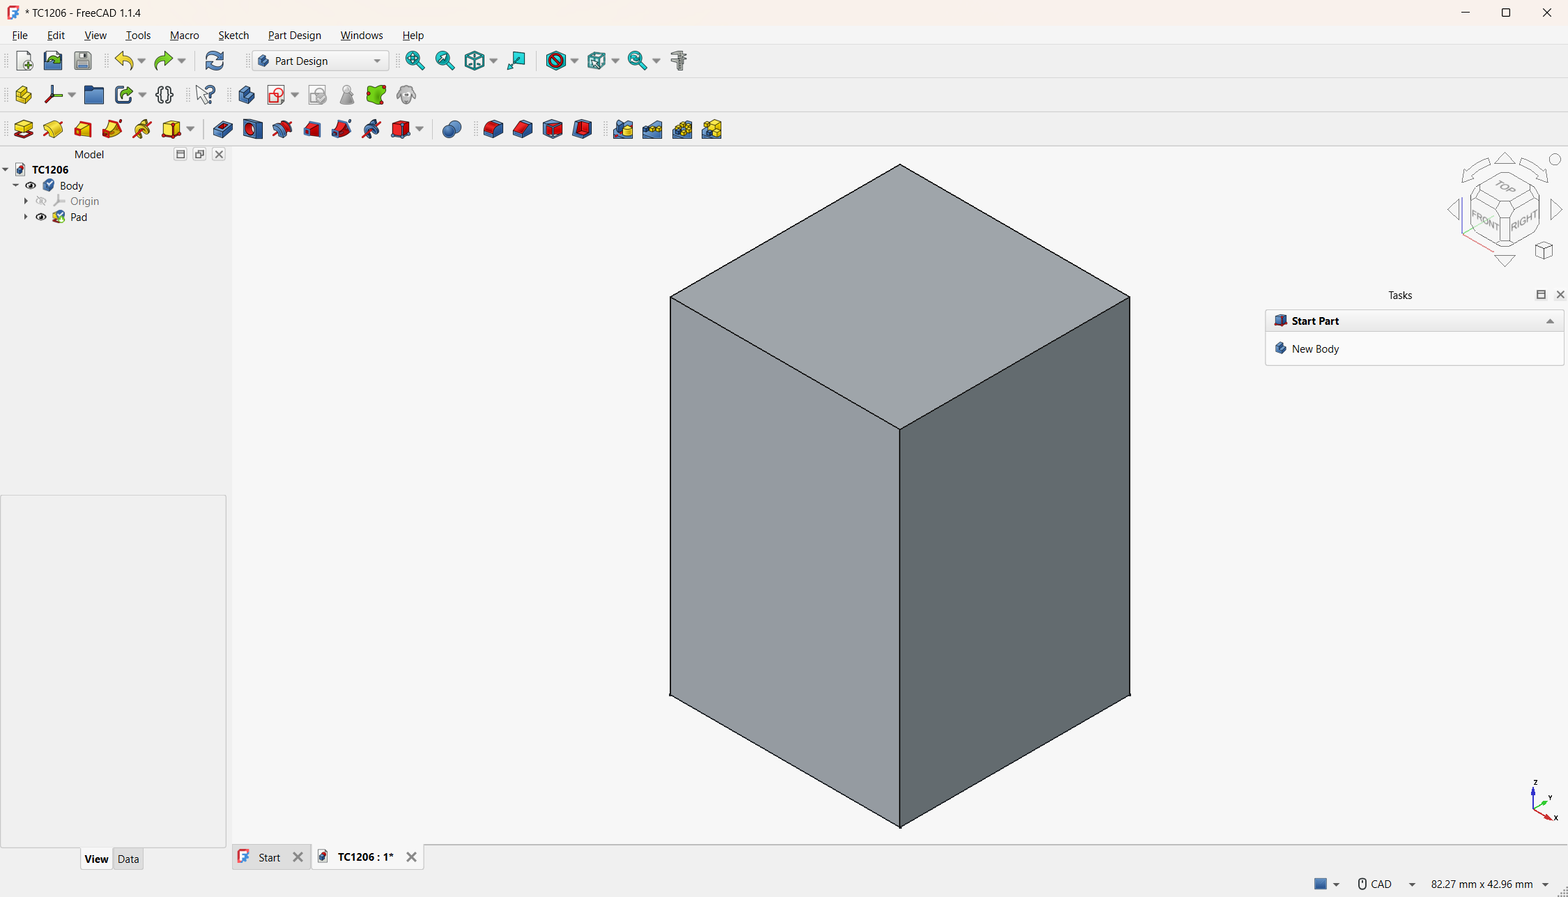 * TC1206 - FreeCAD 1.1.4
File Edit View Tools Macro Sketch Part Design Windows Help
Part Design
Model
TC1206
Body
Origin
Pad
TOP
FRONT
RIGHT
Tasks
Start Part
New Body
Z
Y
X
View Data
Start
TC1206 : 1*
CAD
82.27 mm x 42.96 mm